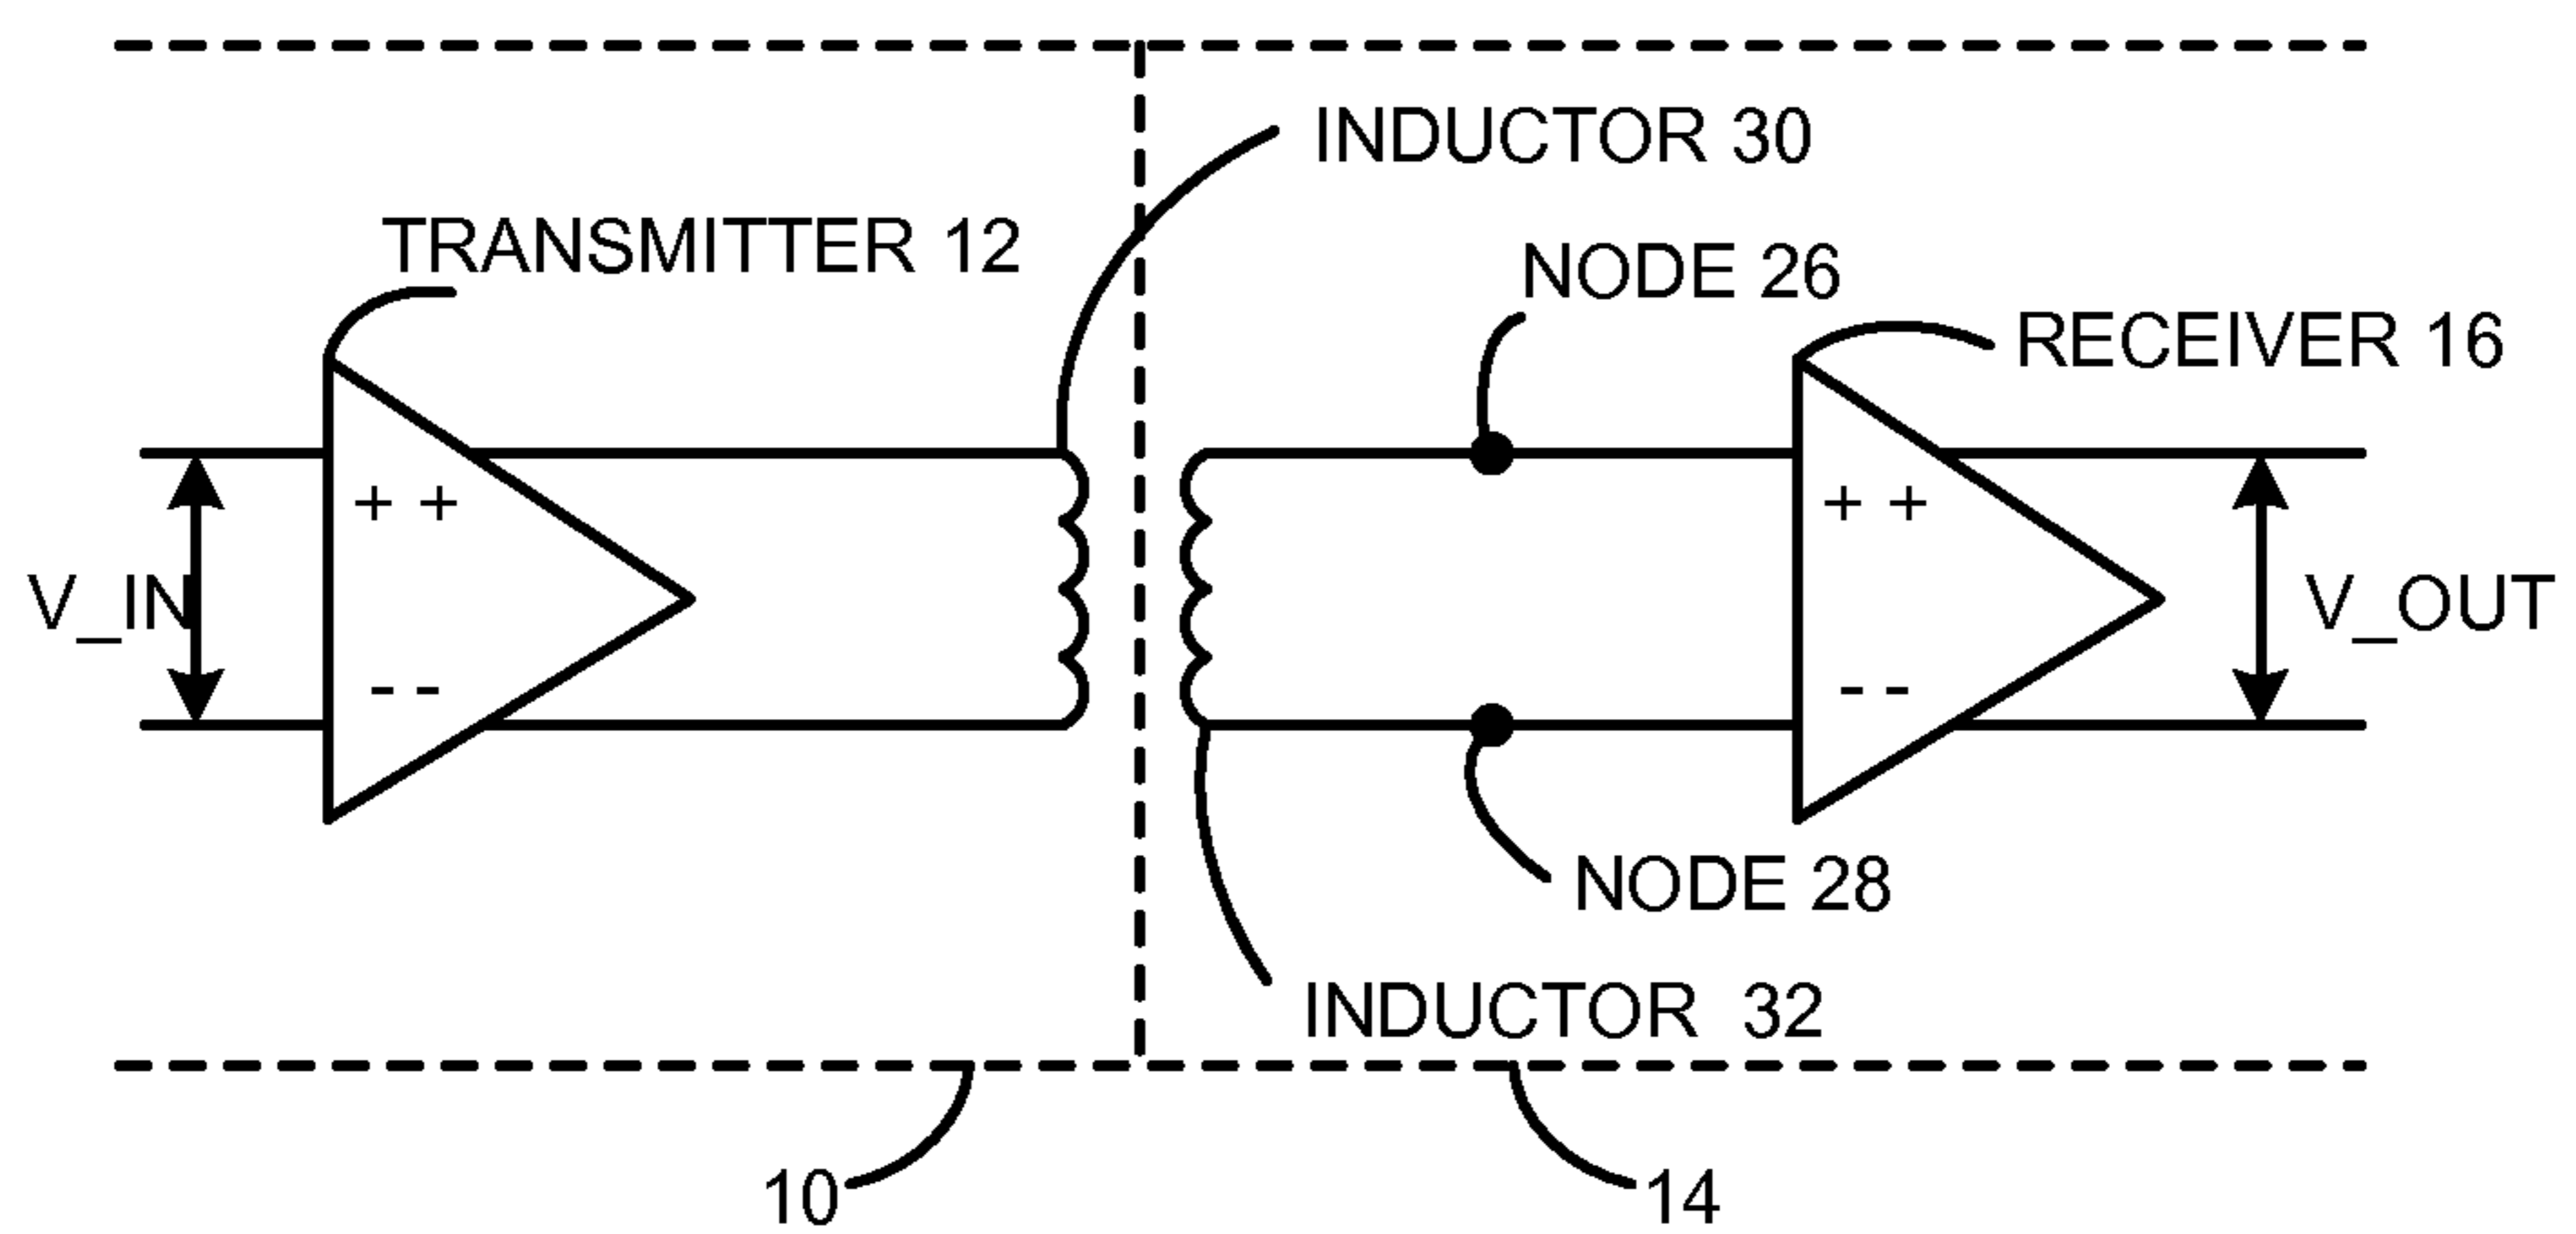 INDUCTOR 30
TRANSMITTER 12
NODE 26
RECEIVER 16
+ +
+ +
V_IN
V_OUT
- -
- -
NODE 28
INDUCTOR 32
10
14